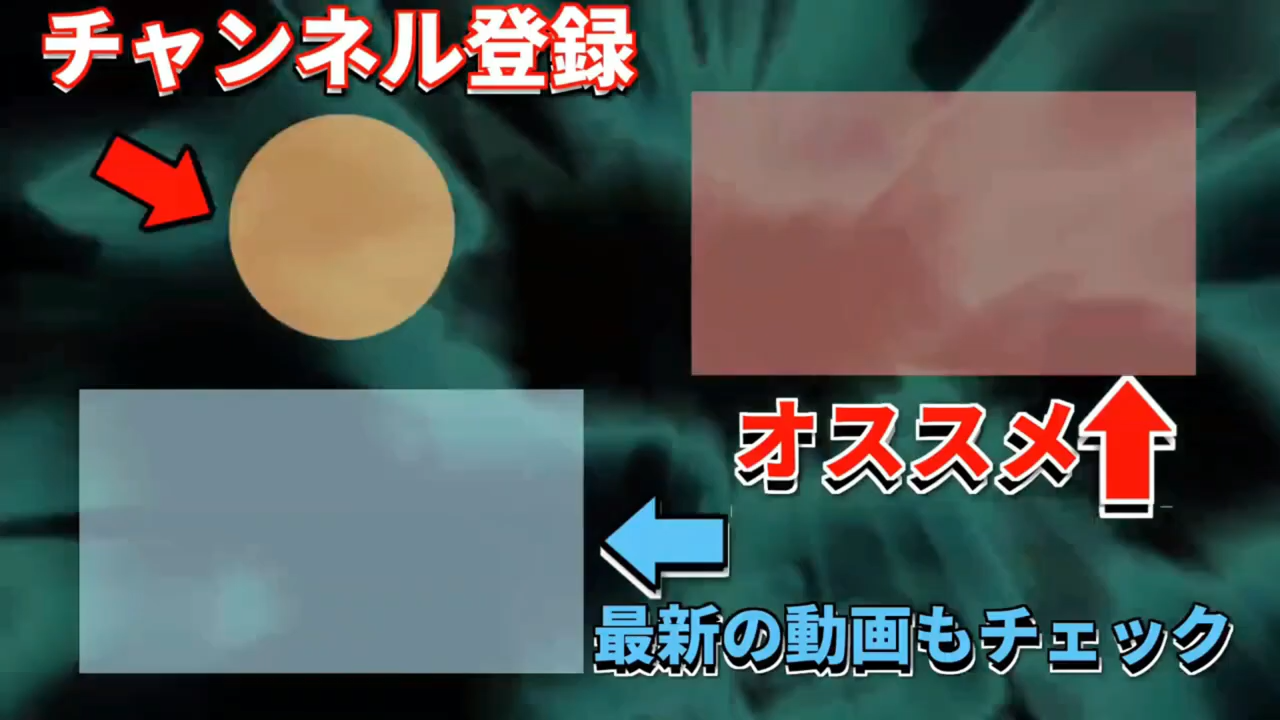 チャンネル登録
オススメ
最新の動画もチェック